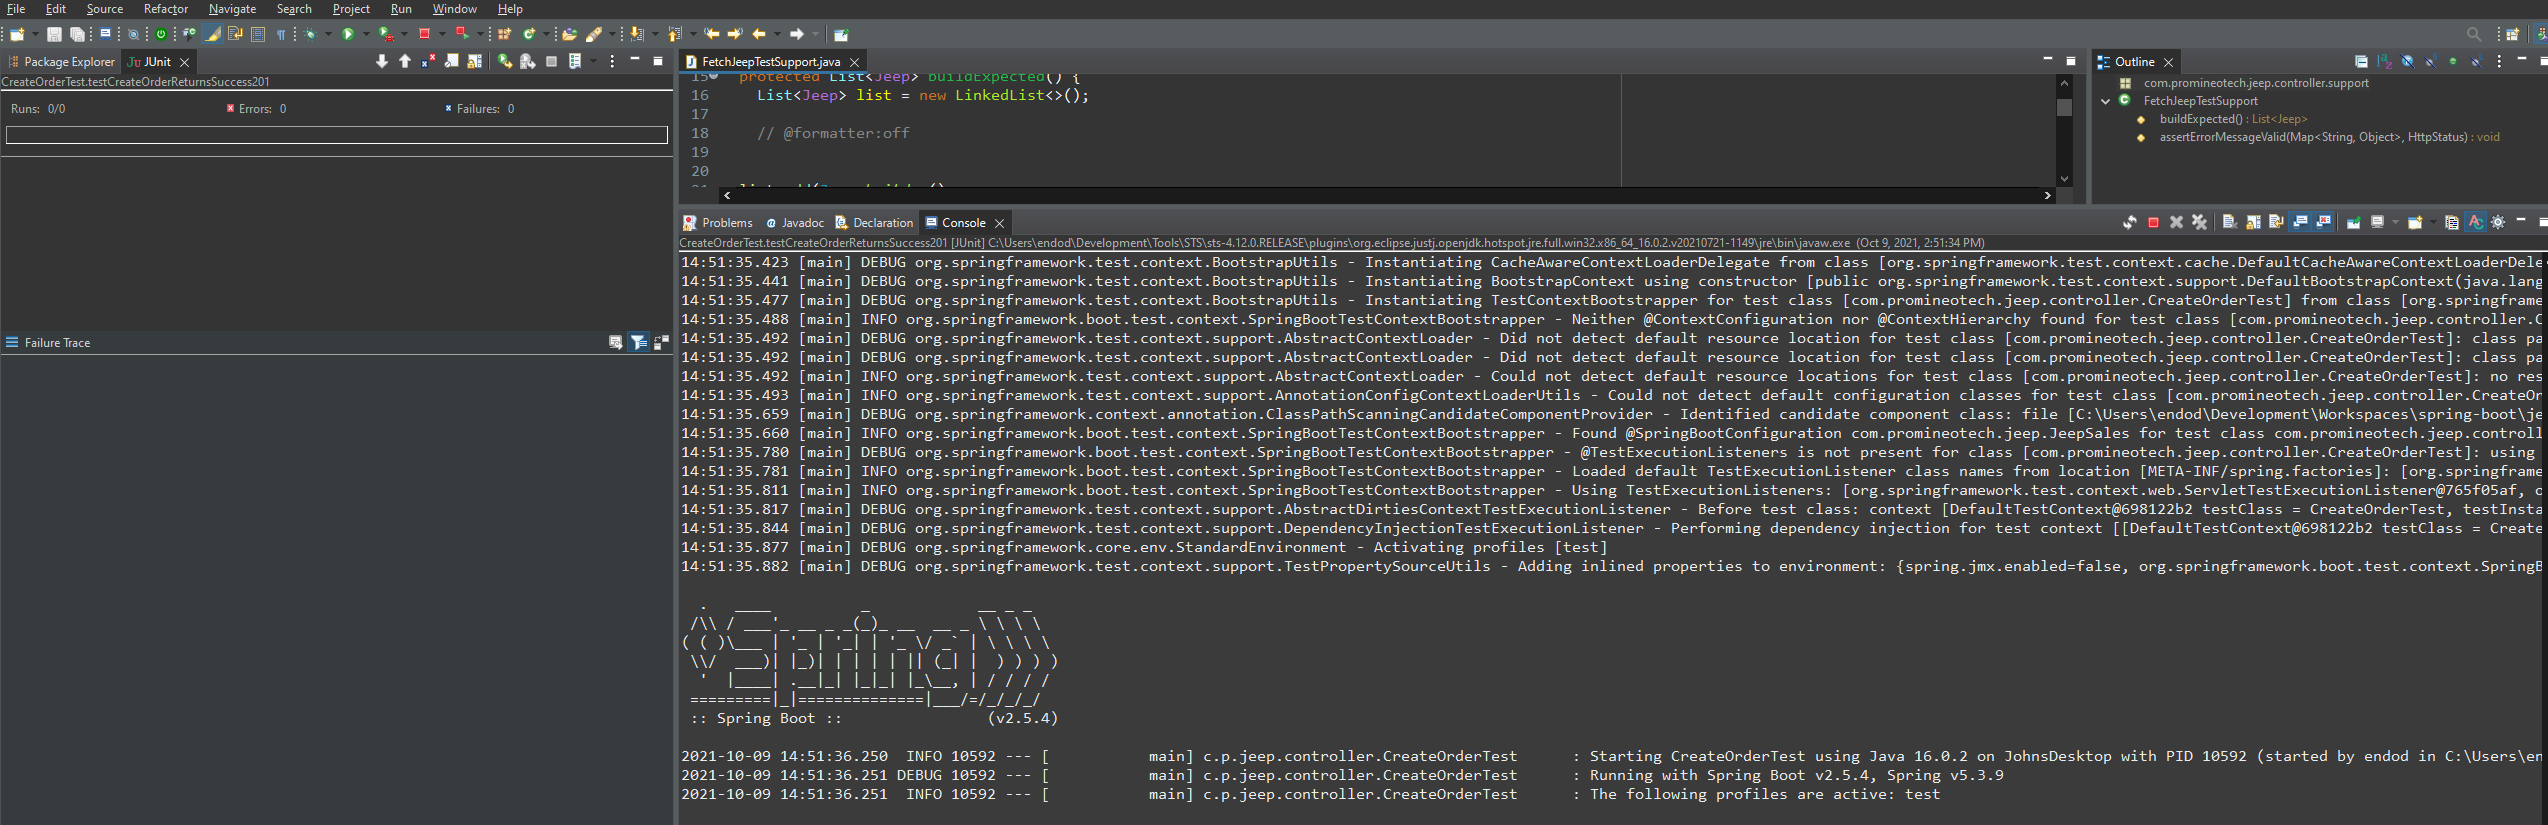 File Edit Source Refactor Navigate Search Project Run Window Help
Package Explorer JUnit
CreateOrderTest.testCreateOrderReturnsSuccess201
Runs: 0/0 Errors: 0 Failures: 0
Failure Trace
FetchJeepTestSupport.java
15 protected List<Jeep> buildExpected() {
16 List<Jeep> list = new LinkedList<>();
17
18 // @formatter:off
19
20
Outline
com.promineotech.jeep.controller.support
FetchJeepTestSupport
buildExpected() : List<Jeep>
assertErrorMessageValid(Map<String, Object>, HttpStatus) : void
Problems Javadoc Declaration Console
CreateOrderTest.testCreateOrderReturnsSuccess201 [JUnit] C:\Users\endod\Development\Tools\STS\sts-4.12.0.RELEASE\plugins\org.eclipse.justj.openjdk.hotspot.jre.full.win32.x86_64_16.0.2.v20210721-1149\jre\bin\javaw.exe (Oct 9, 2021, 2:51:34 PM)
14:51:35.423 [main] DEBUG org.springframework.test.context.BootstrapUtils - Instantiating CacheAwareContextLoaderDelegate from class [org.springframework.test.context.cache.DefaultCacheAwareContextLoaderDele
14:51:35.441 [main] DEBUG org.springframework.test.context.BootstrapUtils - Instantiating BootstrapContext using constructor [public org.springframework.test.context.support.DefaultBootstrapContext(java.lang
14:51:35.477 [main] DEBUG org.springframework.test.context.BootstrapUtils - Instantiating TestContextBootstrapper for test class [com.promineotech.jeep.controller.CreateOrderTest] from class [org.springframe
14:51:35.488 [main] INFO org.springframework.boot.test.context.SpringBootTestContextBootstrapper - Neither @ContextConfiguration nor @ContextHierarchy found for test class [com.promineotech.jeep.controller.C
14:51:35.492 [main] DEBUG org.springframework.test.context.support.AbstractContextLoader - Did not detect default resource location for test class [com.promineotech.jeep.controller.CreateOrderTest]: class pa
14:51:35.492 [main] DEBUG org.springframework.test.context.support.AbstractContextLoader - Did not detect default resource location for test class [com.promineotech.jeep.controller.CreateOrderTest]: class pa
14:51:35.492 [main] INFO org.springframework.test.context.support.AbstractContextLoader - Could not detect default resource locations for test class [com.promineotech.jeep.controller.CreateOrderTest]: no res
14:51:35.493 [main] INFO org.springframework.test.context.support.AnnotationConfigContextLoaderUtils - Could not detect default configuration classes for test class [com.promineotech.jeep.controller.CreateOr
14:51:35.659 [main] DEBUG org.springframework.context.annotation.ClassPathScanningCandidateComponentProvider - Identified candidate component class: file [C:\Users\endod\Development\Workspaces\spring-boot\je
14:51:35.660 [main] INFO org.springframework.boot.test.context.SpringBootTestContextBootstrapper - Found @SpringBootConfiguration com.promineotech.jeep.JeepSales for test class com.promineotech.jeep.controll
14:51:35.780 [main] DEBUG org.springframework.boot.test.context.SpringBootTestContextBootstrapper - @TestExecutionListeners is not present for class [com.promineotech.jeep.controller.CreateOrderTest]: using
14:51:35.781 [main] INFO org.springframework.boot.test.context.SpringBootTestContextBootstrapper - Loaded default TestExecutionListener class names from location [META-INF/spring.factories]: [org.springframe
14:51:35.811 [main] INFO org.springframework.boot.test.context.SpringBootTestContextBootstrapper - Using TestExecutionListeners: [org.springframework.test.context.web.ServletTestExecutionListener@765f05af, c
14:51:35.817 [main] DEBUG org.springframework.test.context.support.AbstractDirtiesContextTestExecutionListener - Before test class: context [DefaultTestContext@698122b2 testClass = CreateOrderTest, testInsta
14:51:35.844 [main] DEBUG org.springframework.test.context.support.DependencyInjectionTestExecutionListener - Performing dependency injection for test context [[DefaultTestContext@698122b2 testClass = Create
14:51:35.877 [main] DEBUG org.springframework.core.env.StandardEnvironment - Activating profiles [test]
14:51:35.882 [main] DEBUG org.springframework.test.context.support.TestPropertySourceUtils - Adding inlined properties to environment: {spring.jmx.enabled=false, org.springframework.boot.test.context.SpringB
Spring
:: Spring Boot :: (v2.5.4)
2021-10-09 14:51:36.250 INFO 10592 --- [ main] c.p.jeep.controller.CreateOrderTest : Starting CreateOrderTest using Java 16.0.2 on JohnsDesktop with PID 10592 (started by endod in C:\Users\en
2021-10-09 14:51:36.251 DEBUG 10592 --- [ main] c.p.jeep.controller.CreateOrderTest : Running with Spring Boot v2.5.4, Spring v5.3.9
2021-10-09 14:51:36.251 INFO 10592 --- [ main] c.p.jeep.controller.CreateOrderTest : The following profiles are active: test